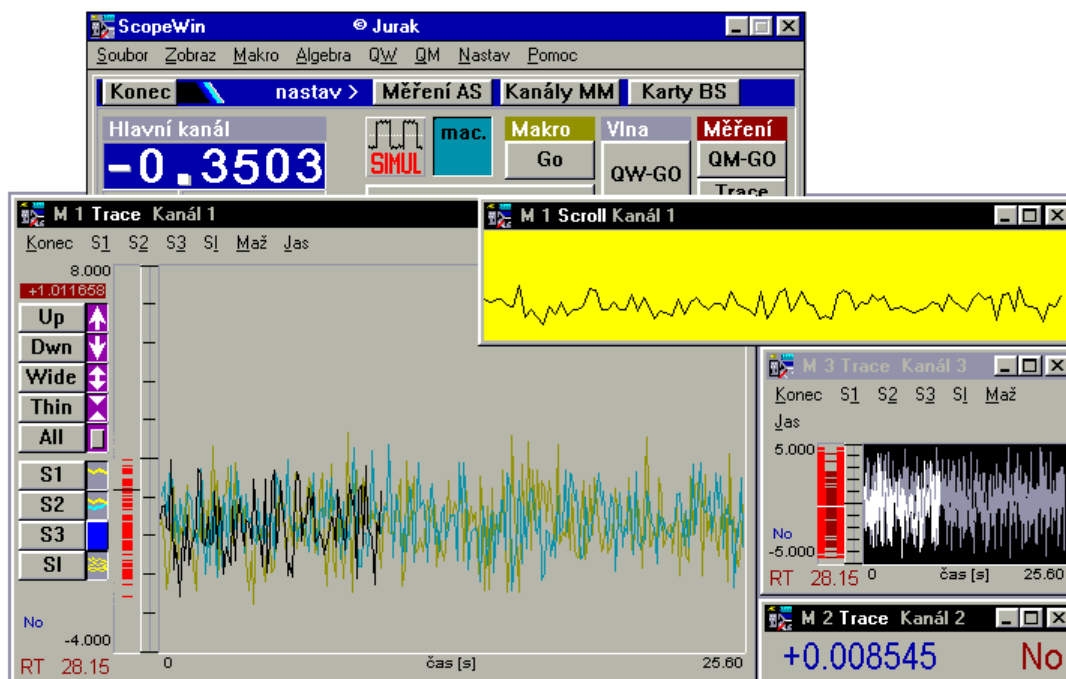 ScopeWin © Jurak
Soubor Zobraz Makro Algebra QW QM Nastav Pomoc
Konec nastav > Měření AS Kanály MM Karty BS
Hlavní kanál
-0.3503
SIMUL
mac.
Makro
Go
Vlna
QW-GO
Měření
QM-GO
Trace
M 1 Trace Kanál 1
Konec S1 S2 S3 SI Maž Jas
8.000
+1.011658
Up
Dwn
Wide
Thin
All
S1
S2
S3
SI
No
-4.000
RT 28.15
0 čas [s] 25.60
M 1 Scroll Kanál 1
M 3 Trace Kanál 3
Konec S1 S2 S3 SI Maž
Jas
5.000
No
-5.000
RT 28.15 0 čas [s] 25.60
M 2 Trace Kanál 2
+0.008545 No